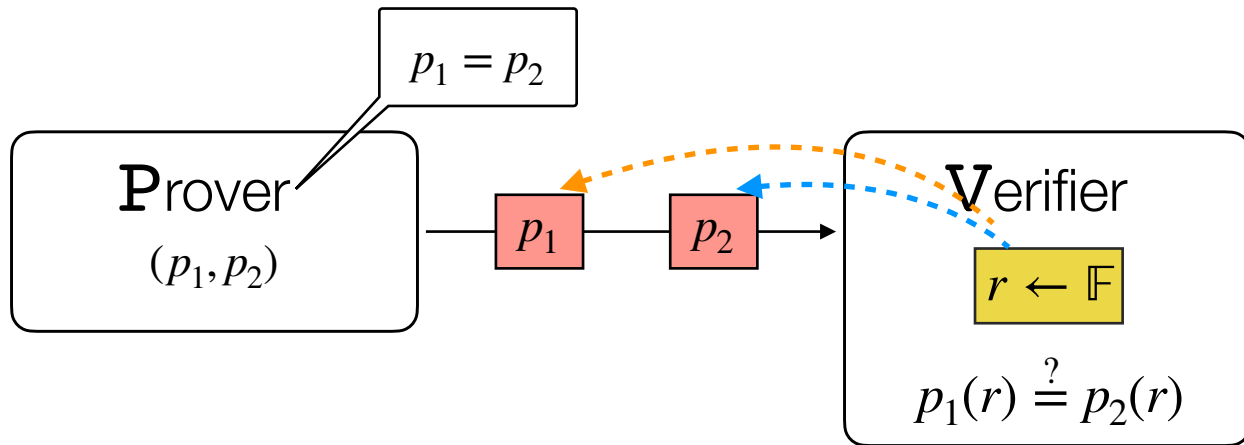 p₁ = p₂
Prover
(p₁, p₂)
p₁
p₂
Verifier
r ← 𝔽
p₁(r) ≟ p₂(r)